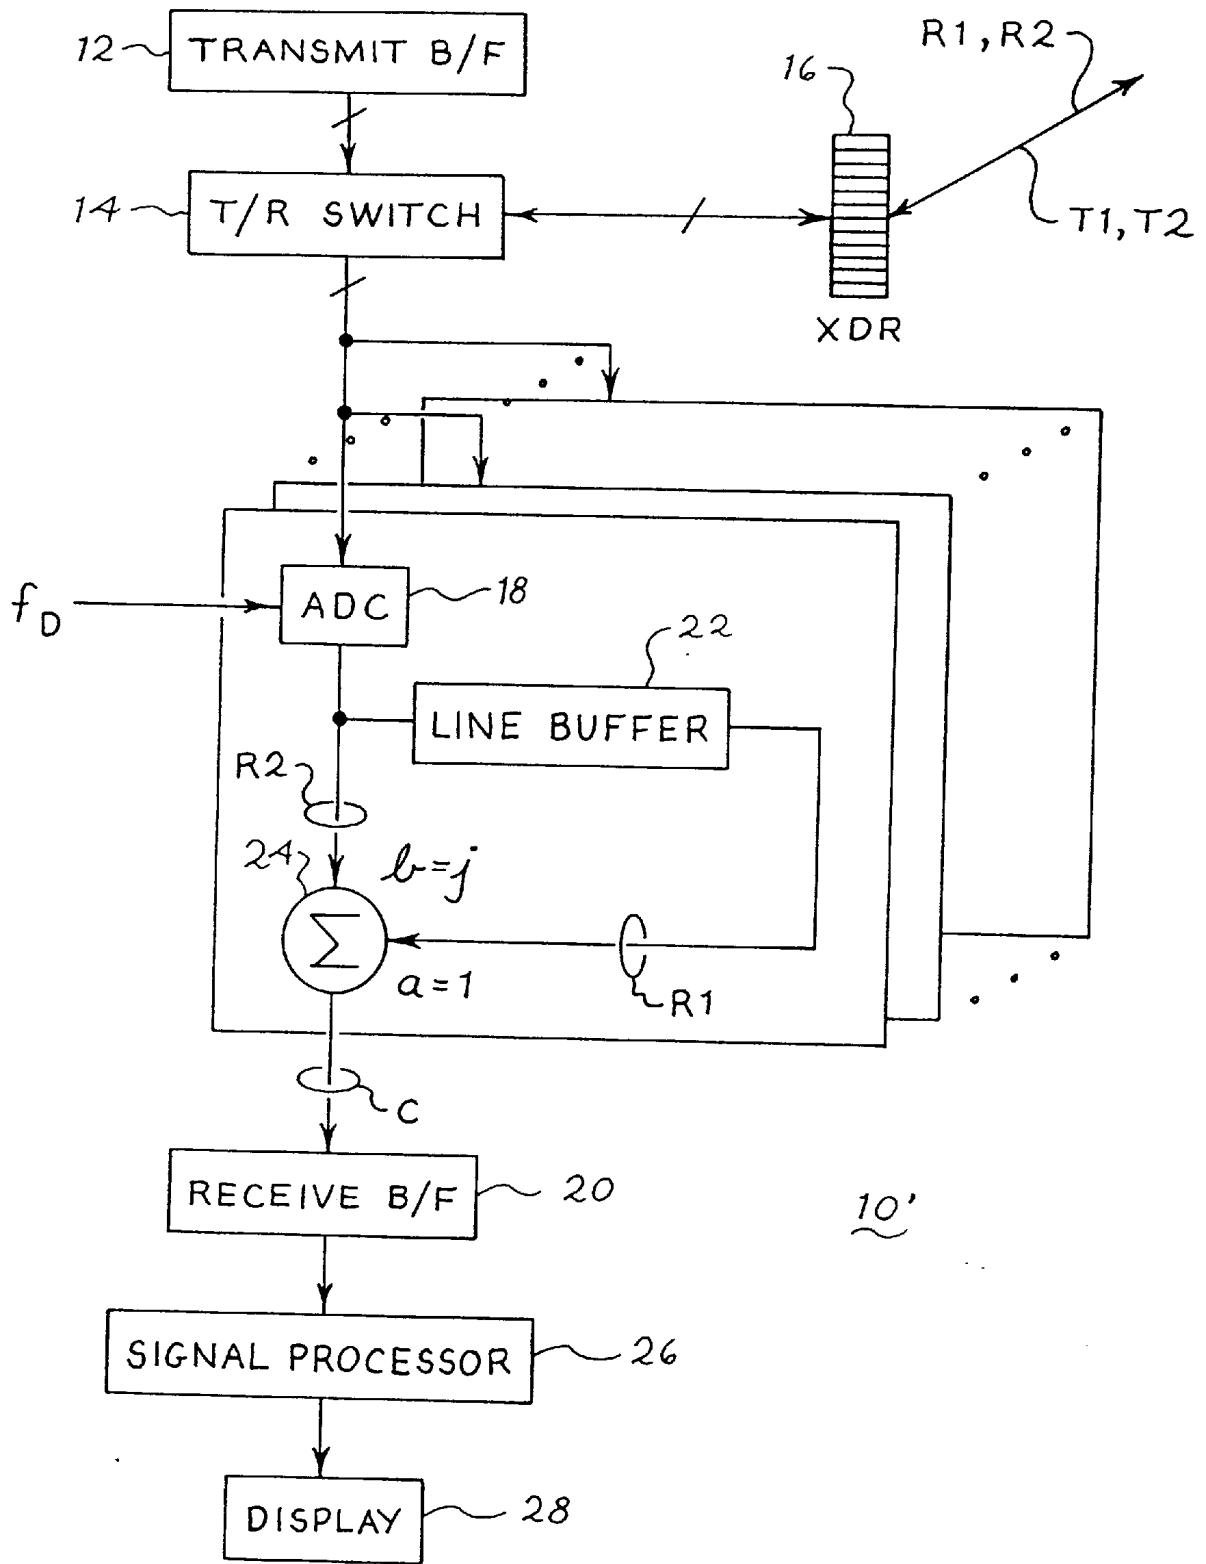 12 TRANSMIT B/F
R1, R2
16
14 T/R SWITCH
T1, T2
XDR
fD
ADC 18
22
LINE BUFFER
R2
24
b=j
Σ
a=1
R1
C
RECEIVE B/F 20
10'
SIGNAL PROCESSOR 26
DISPLAY 28